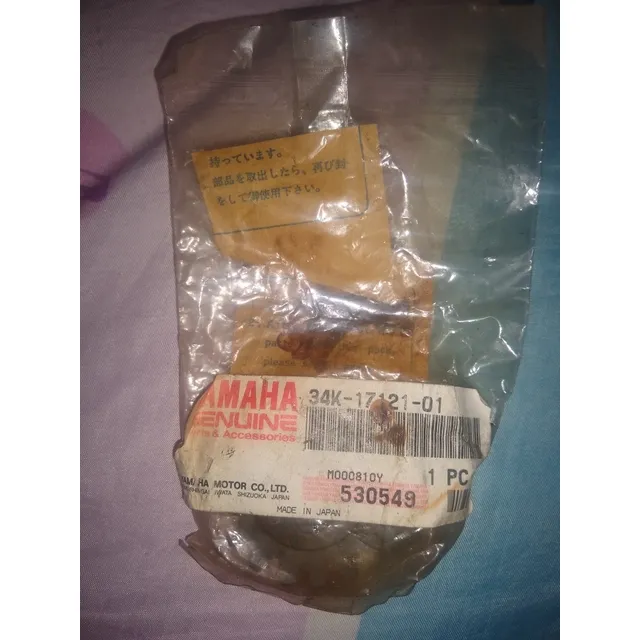 持っています。
部品を取出したら、再び封
をして御使用下さい。
please
YAMAHA
GENUINE
Parts & Accessories
34K-17121-01
M000810Y
1 PC
530549
YAMAHA MOTOR CO., LTD.
IWATA SHIZUOKA JAPAN
MADE IN JAPAN